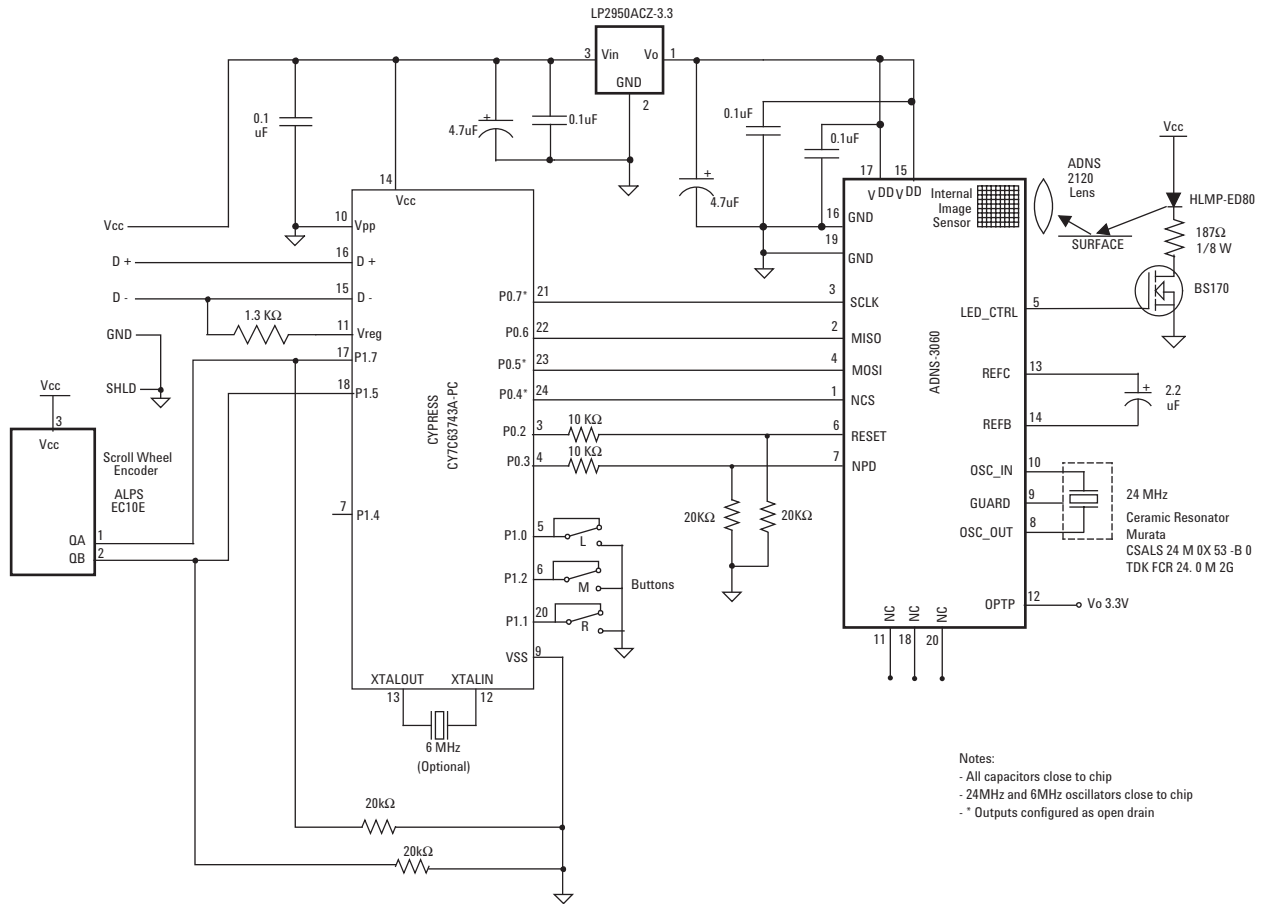 LP2950ACZ-3.3
3
Vin
Vo
1
GND
2
0.1
uF
+
4.7uF
0.1uF
0.1uF
0.1uF
+
4.7uF
14
Vcc
Vcc
10
Vpp
D +
16
D +
D -
15
D -
1.3 KΩ
11
Vreg
GND
17
P1.7
SHLD
18
P1.5
Vcc
3
Vcc
Scroll Wheel
Encoder
ALPS
EC10E
QA
1
QB
2
7
P1.4
CYPRESS
CY7C63743A-PC
P0.7*
21
P0.6
22
P0.5*
23
P0.4*
24
P0.2
3
10 KΩ
P0.3
4
10 KΩ
20KΩ
20KΩ
P1.0
5
L
P1.2
6
M
Buttons
P1.1
20
R
VSS
9
XTALOUT
XTALIN
13
12
6 MHz
(Optional)
20kΩ
20kΩ
17
15
VDD
VDD
Internal
Image
Sensor
ADNS
2120
Lens
Vcc
HLMP-ED80
SURFACE
187Ω
1/8 W
BS170
16
GND
19
GND
3
SCLK
2
MISO
4
MOSI
1
NCS
6
RESET
7
NPD
ADNS-3060
LED_CTRL
5
REFC
13
+
2.2
uF
REFB
14
OSC_IN
10
GUARD
9
OSC_OUT
8
24 MHz
Ceramic Resonator
Murata
CSALS 24 M 0X 53 -B 0
TDK FCR 24. 0 M 2G
OPTP
12
Vo 3.3V
NC
NC
NC
11
18
20
Notes:
- All capacitors close to chip
- 24MHz and 6MHz oscillators close to chip
- * Outputs configured as open drain